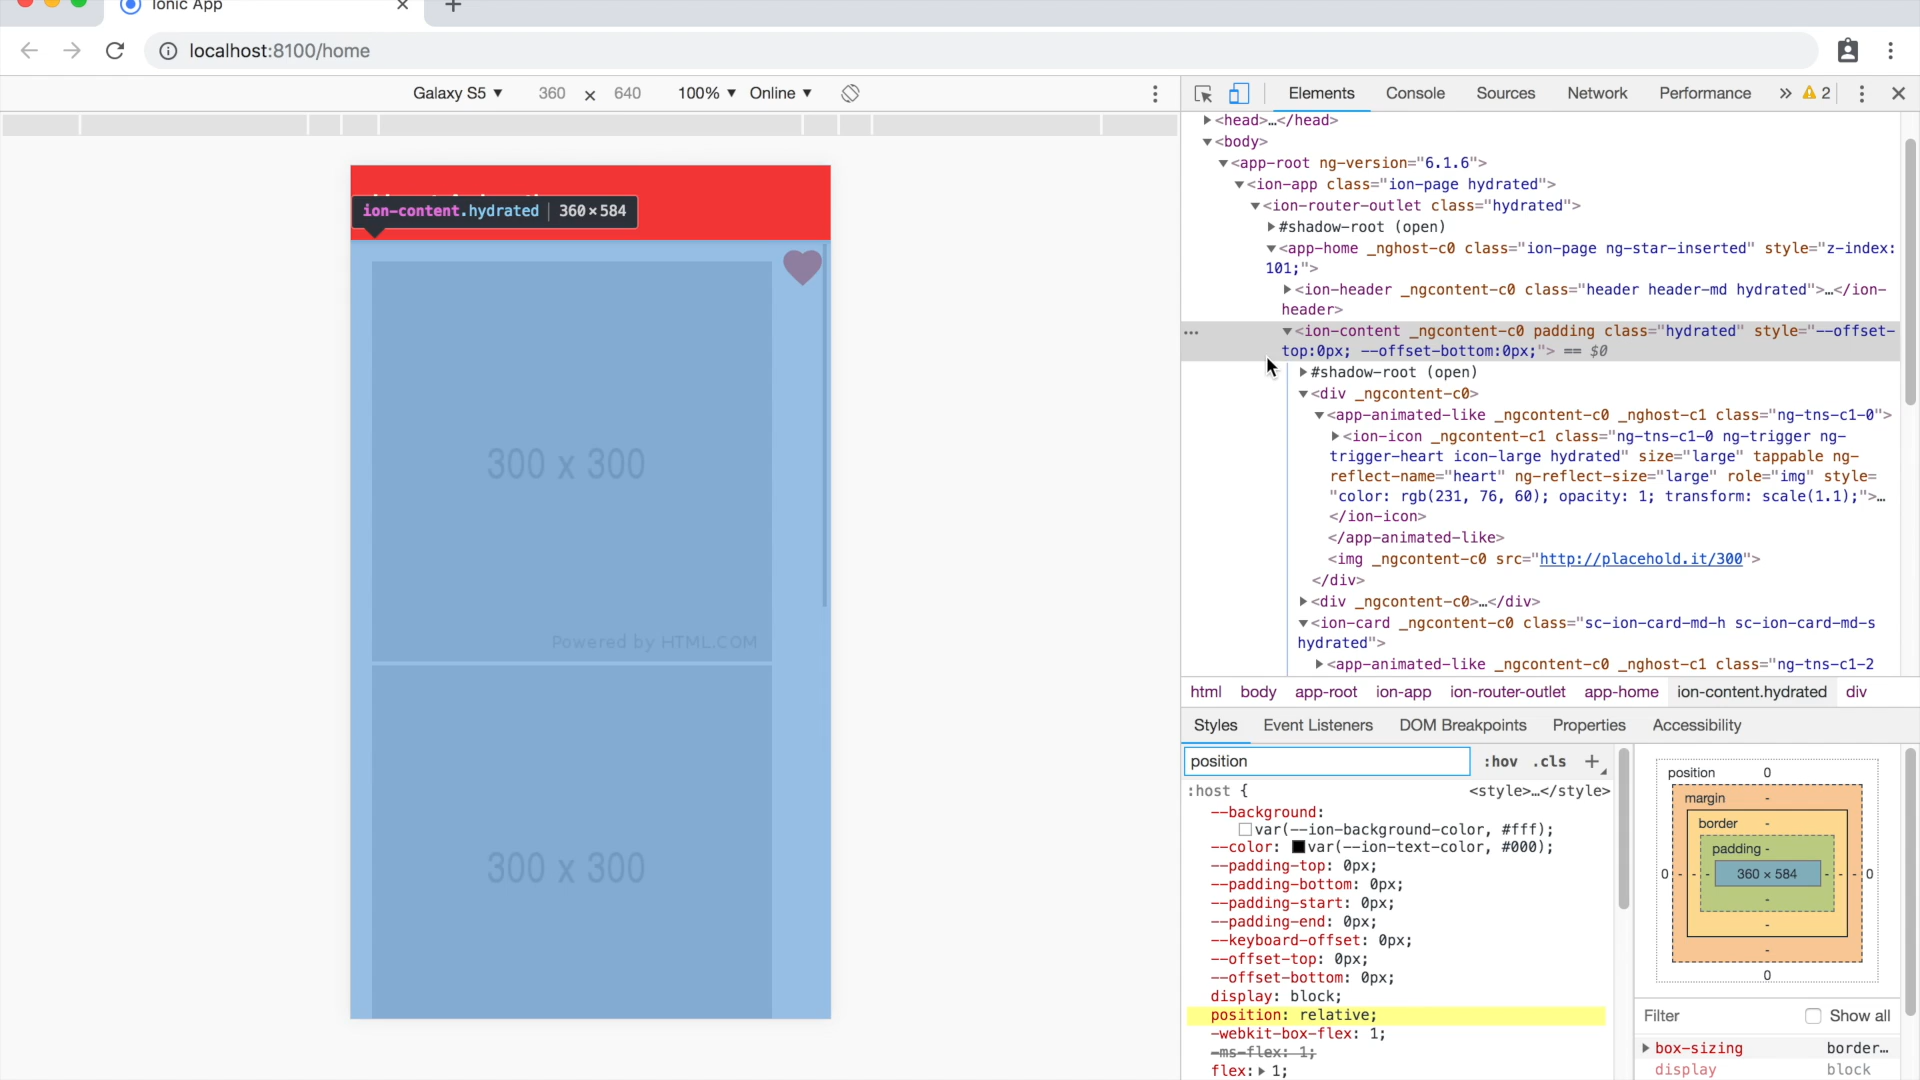 Ionic App
localhost:8100/home
Galaxy S5 ▼ 360 × 640 100% ▼ Online ▼
Elements Console Sources Network Performance » 2
ion-content.hydrated | 360×584
300 x 300
Powered by HTML.COM
300 x 300
▶<head>…</head>
▼<body>
▼<app-root ng-version="6.1.6">
▼<ion-app class="ion-page hydrated">
▼<ion-router-outlet class="hydrated">
▶#shadow-root (open)
▼<app-home _nghost-c0 class="ion-page ng-star-inserted" style="z-index:
101;">
▶<ion-header _ngcontent-c0 class="header header-md hydrated">…</ion-
header>
… ▼<ion-content _ngcontent-c0 padding class="hydrated" style="--offset-
top:0px; --offset-bottom:0px;"> == $0
▶#shadow-root (open)
▼<div _ngcontent-c0>
▼<app-animated-like _ngcontent-c0 _nghost-c1 class="ng-tns-c1-0">
▶<ion-icon _ngcontent-c1 class="ng-tns-c1-0 ng-trigger ng-
trigger-heart icon-large hydrated" size="large" tappable ng-
reflect-name="heart" ng-reflect-size="large" role="img" style=
"color: rgb(231, 76, 60); opacity: 1; transform: scale(1.1);">…
</ion-icon>
</app-animated-like>
<img _ngcontent-c0 src="http://placehold.it/300">
</div>
▶<div _ngcontent-c0>…</div>
▼<ion-card _ngcontent-c0 class="sc-ion-card-md-h sc-ion-card-md-s
hydrated">
▶<app-animated-like _ngcontent-c0 _nghost-c1 class="ng-tns-c1-2
html body app-root ion-app ion-router-outlet app-home ion-content.hydrated div
Styles Event Listeners DOM Breakpoints Properties Accessibility
position :hov .cls +
:host { <style>…</style>
--background:
var(--ion-background-color, #fff);
--color: var(--ion-text-color, #000);
--padding-top: 0px;
--padding-bottom: 0px;
--padding-start: 0px;
--padding-end: 0px;
--keyboard-offset: 0px;
--offset-top: 0px;
--offset-bottom: 0px;
display: block;
position: relative;
-webkit-box-flex: 1;
-ms-flex: 1;
flex:▶1;
position 0
margin -
border -
padding -
0 - - - 360 × 584 - - - 0
-
-
-
0
Filter Show all
▶box-sizing border…
display block